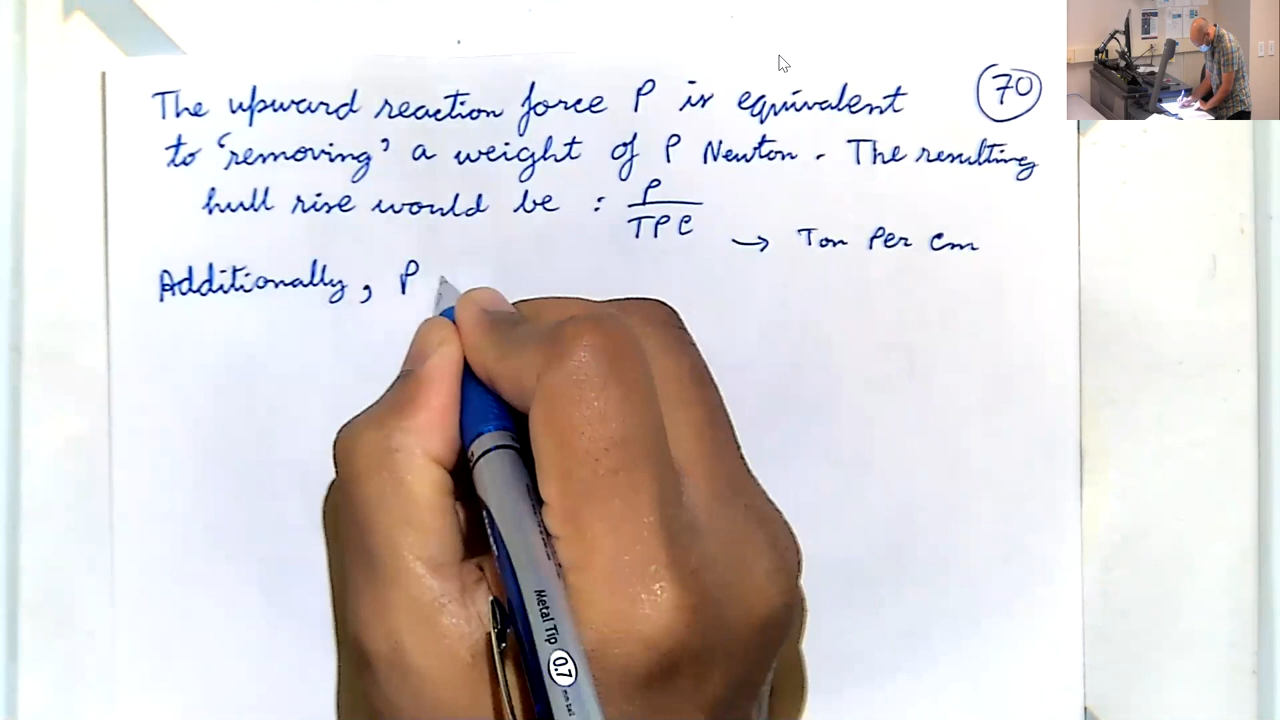 The upward reaction force P is equivalent
70
to 'removing' a weight of P Newton. The resulting
hull rise would be : P / TPC
→ Ton Per Cm
Additionally, P
Metal Tip 0.7